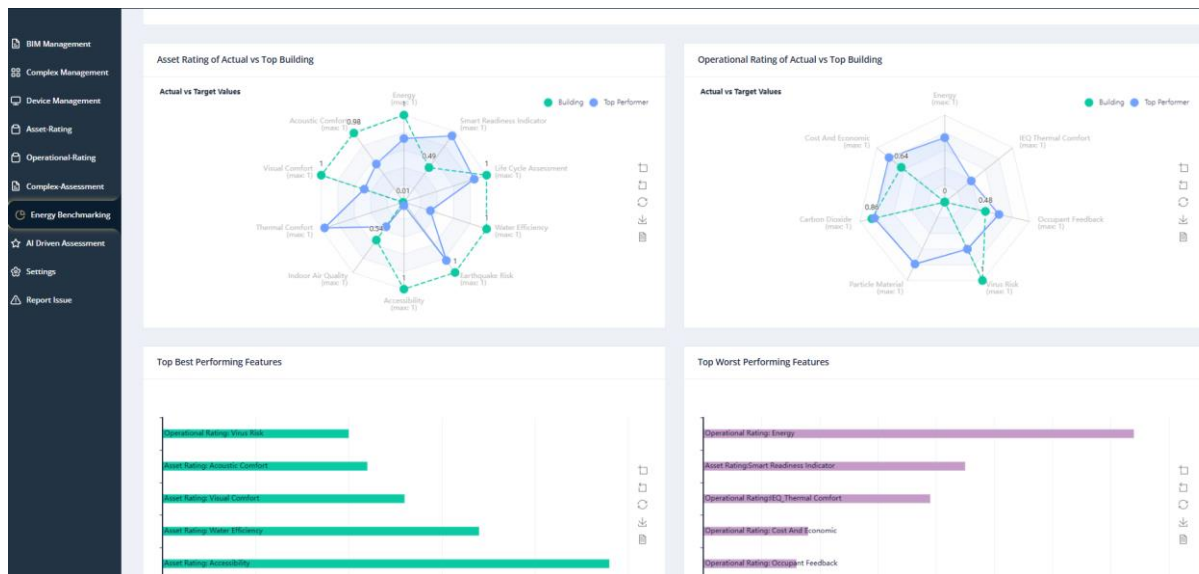 BIM Management
Complex Management
Device Management
Asset-Rating
Operational-Rating
Complex-Assessment
Energy Benchmarking
AI Driven Assessment
Settings
Report Issue
Asset Rating of Actual vs Top Building
Actual vs Target Values
Building
Top Performer
Energy
(max: 1)
1
Acoustic Comfort
(max: 1)
0.98
Smart Readiness Indicator
(max: 1)
0.49
Visual Comfort
(max: 1)
1
Life Cycle Assessment
(max: 1)
1
0.01
Thermal Comfort
(max: 1)
Water Efficiency
(max: 1)
0.54
Indoor Air Quality
(max: 1)
Earthquake Risk
(max: 1)
1
1
Accessibility
(max: 1)
Operational Rating of Actual vs Top Building
Actual vs Target Values
Building
Top Performer
Energy
(max: 1)
Cost And Economic
(max: 1)
0.64
IEQ Thermal Comfort
(max: 1)
0
0.48
Carbon Dioxide
(max: 1)
0.86
Occupant Feedback
(max: 1)
Particle Material
(max: 1)
1
Virus Risk
(max: 1)
Top Best Performing Features
Operational Rating: Virus Risk
Asset Rating: Acoustic Comfort
Asset Rating: Visual Comfort
Asset Rating: Water Efficiency
Asset Rating: Accessibility
Top Worst Performing Features
Operational Rating: Energy
Asset Rating:Smart Readiness Indicator
Operational Rating:IEQ_Thermal Comfort
Operational Rating: Cost And Economic
Operational Rating: Occupant Feedback